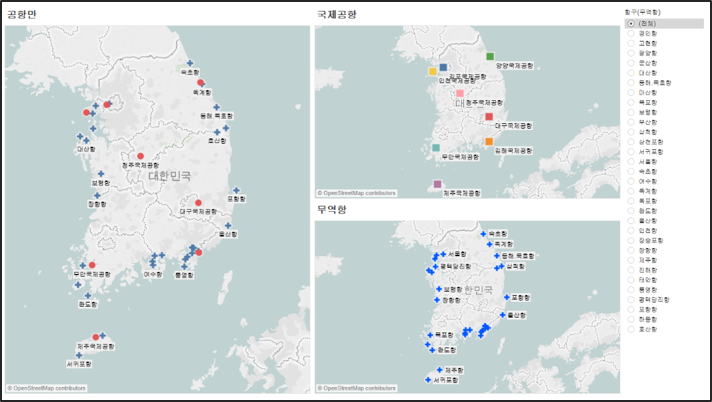 공항만
속초항
옥계항
동해.묵호항
호산항
대산항
청주국제공항
대한민국
보령항
장항항
포항항
대구국제공항
울산항
무안국제공항
여수항
통영항
완도항
제주국제공항
서귀포항
© OpenStreetMap contributors
국제공항
양양국제공항
김포국제공항
인천국제공항
청주국제공항
대구국제공항
김해국제공항
무안국제공항
제주국제공항
© OpenStreetMap contributors
무역항
속초항
옥계항
서울항
동해.묵호항
평택당진항
삼척항
보령항
한민국
장항항
포항항
울산항
목포항
완도항
제주항
서귀포항
© OpenStreetMap contributors
항구(무역항)
(전체)
경인항
고현항
광양항
군산항
대산항
동해.묵호항
마산항
목포항
보령항
부산항
삼척항
삼천포항
서귀포항
서울항
속초항
여수항
옥계항
옥포항
완도항
울산항
인천항
장승포항
장항항
제주항
진해항
태안항
통영항
평택당진항
포항항
하동항
호산항